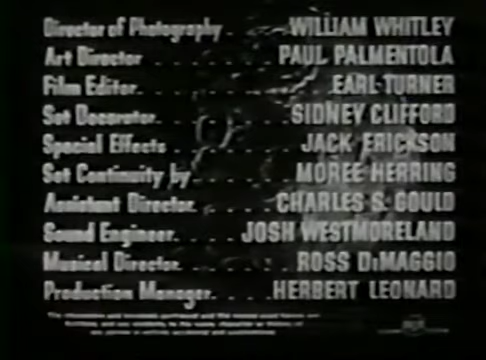 Director of Photography . . . WILLIAM WHITLEY
Art Director . . . . . . . . PAUL PALMENTOLA
Film Editor. . . . . . . . . . . EARL TURNER
Set Decorator. . . . . . . . SIDNEY CLIFFORD
Special Effects . . . . . . . . JACK ERICKSON
Set Continuity by. . . . . . . MOREE HERRING
Assistant Director. . . . . CHARLES S. GOULD
Sound Engineer. . . . . JOSH WESTMORELAND
Musical Director. . . . . . . . ROSS DiMAGGIO
Production Manager. . . . .HERBERT LEONARD